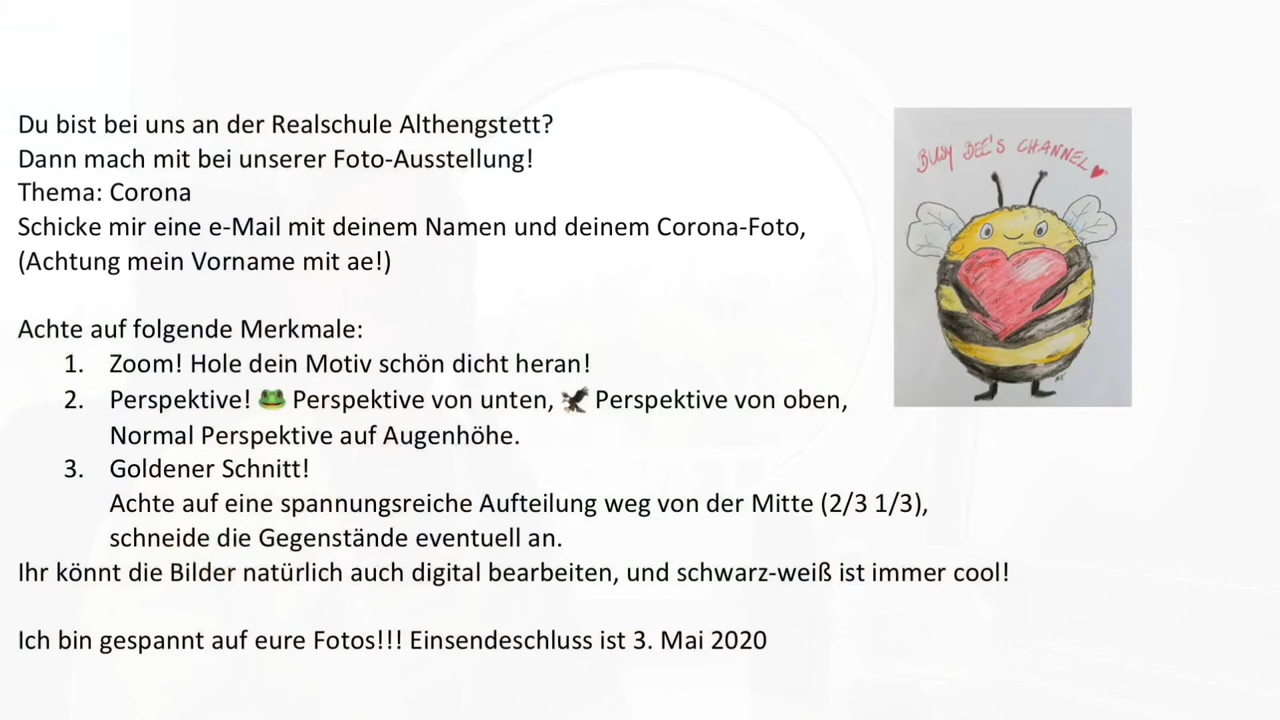 Du bist bei uns an der Realschule Althengstett?
Dann mach mit bei unserer Foto-Ausstellung!
Thema: Corona
Schicke mir eine e-Mail mit deinem Namen und deinem Corona-Foto,
(Achtung mein Vorname mit ae!)
BUSY BEE'S CHANNEL
Achte auf folgende Merkmale:
1. Zoom! Hole dein Motiv schön dicht heran!
2. Perspektive! 🐸 Perspektive von unten, 🦅 Perspektive von oben,
Normal Perspektive auf Augenhöhe.
3. Goldener Schnitt!
Achte auf eine spannungsreiche Aufteilung weg von der Mitte (2/3 1/3),
schneide die Gegenstände eventuell an.
Ihr könnt die Bilder natürlich auch digital bearbeiten, und schwarz-weiß ist immer cool!
Ich bin gespannt auf eure Fotos!!! Einsendeschluss ist 3. Mai 2020